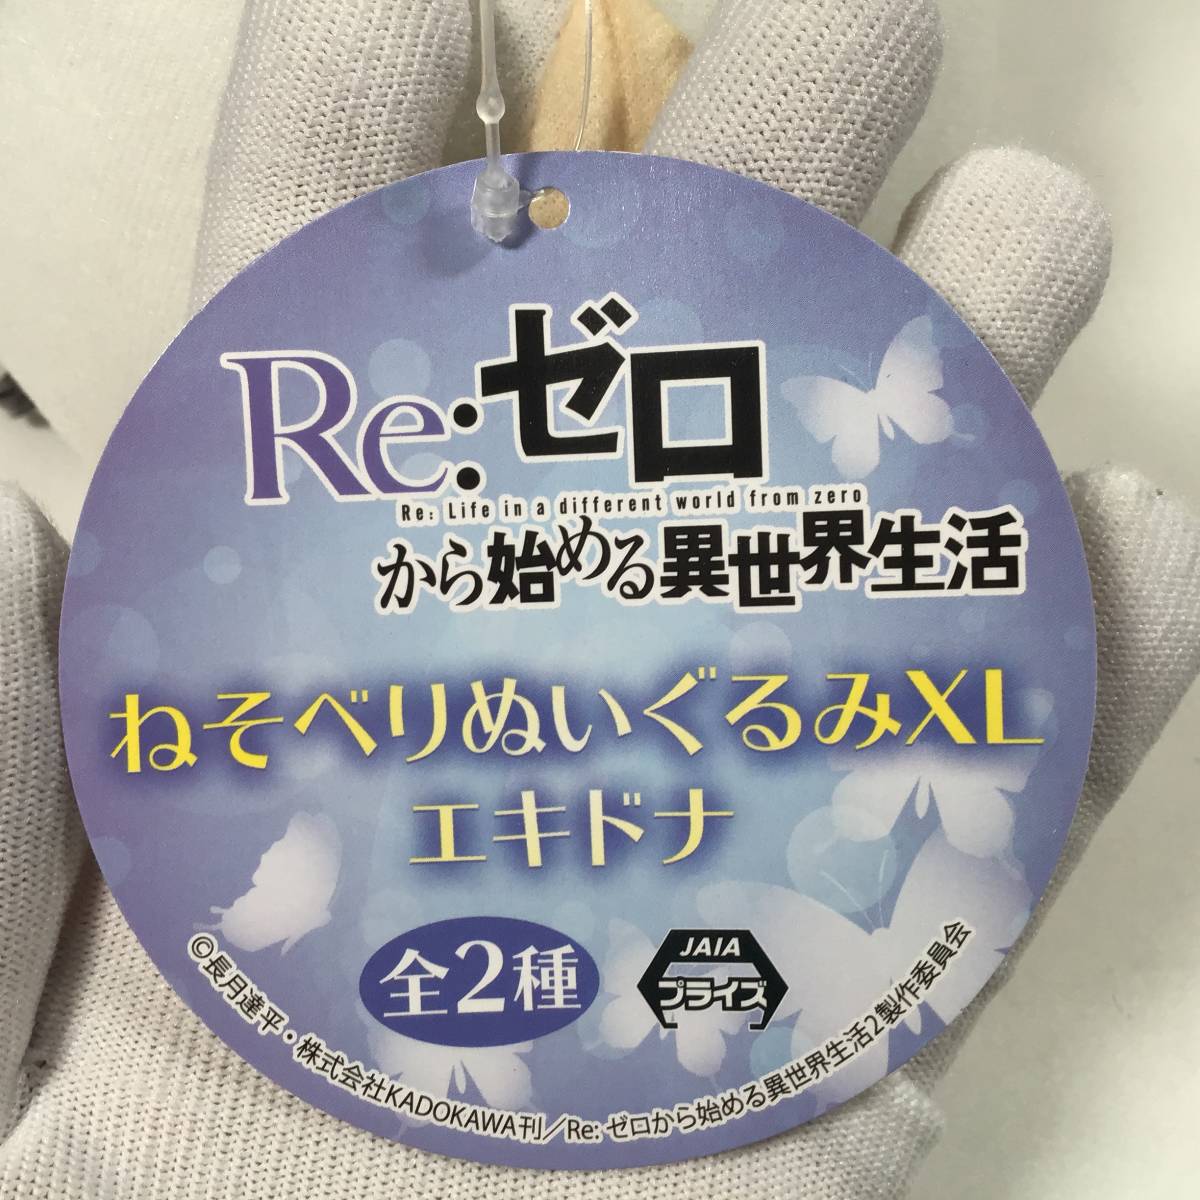 Re:ゼロ
Re: Life in a different world from zero
から始める異世界生活
ねそべりぬいぐるみXL
エキドナ
全2種
JAIA
プライズ
©長月達平・株式会社KADOKAWA刊／Re:ゼロから始める異世界生活2製作委員会